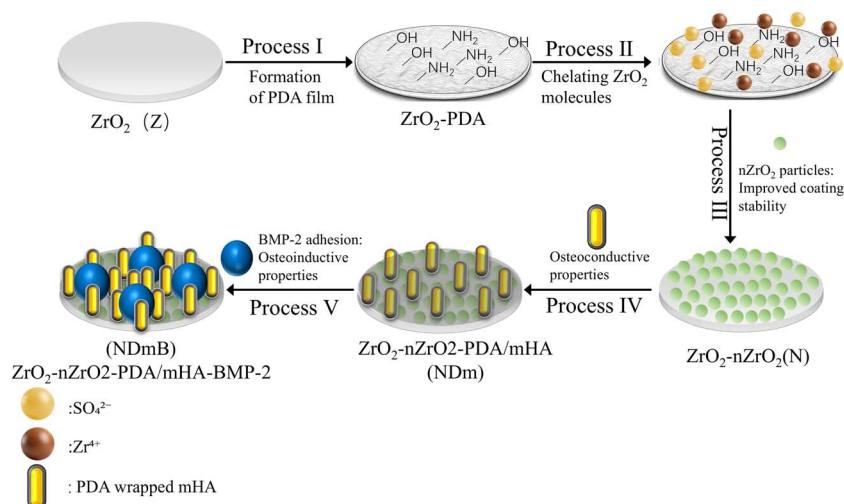 Process I
Formation
of PDA film
ZrO₂（Z）
OH
NH₂
OH
OH
NH₂
NH₂
OH
ZrO₂-PDA
Process II
Chelating ZrO₂
molecules
OH
NH₂
OH
OH
NH₂
NH₂
OH
Process III
nZrO₂ particles:
Improved coating
stability
ZrO₂-nZrO₂(N)
Osteoconductive
properties
Process IV
ZrO₂-nZrO2-PDA/mHA
(NDm)
BMP-2 adhesion:
Osteoinductive
properties
Process V
(NDmB)
ZrO₂-nZrO2-PDA/mHA-BMP-2
:SO₄²⁻
:Zr⁴⁺
: PDA wrapped mHA